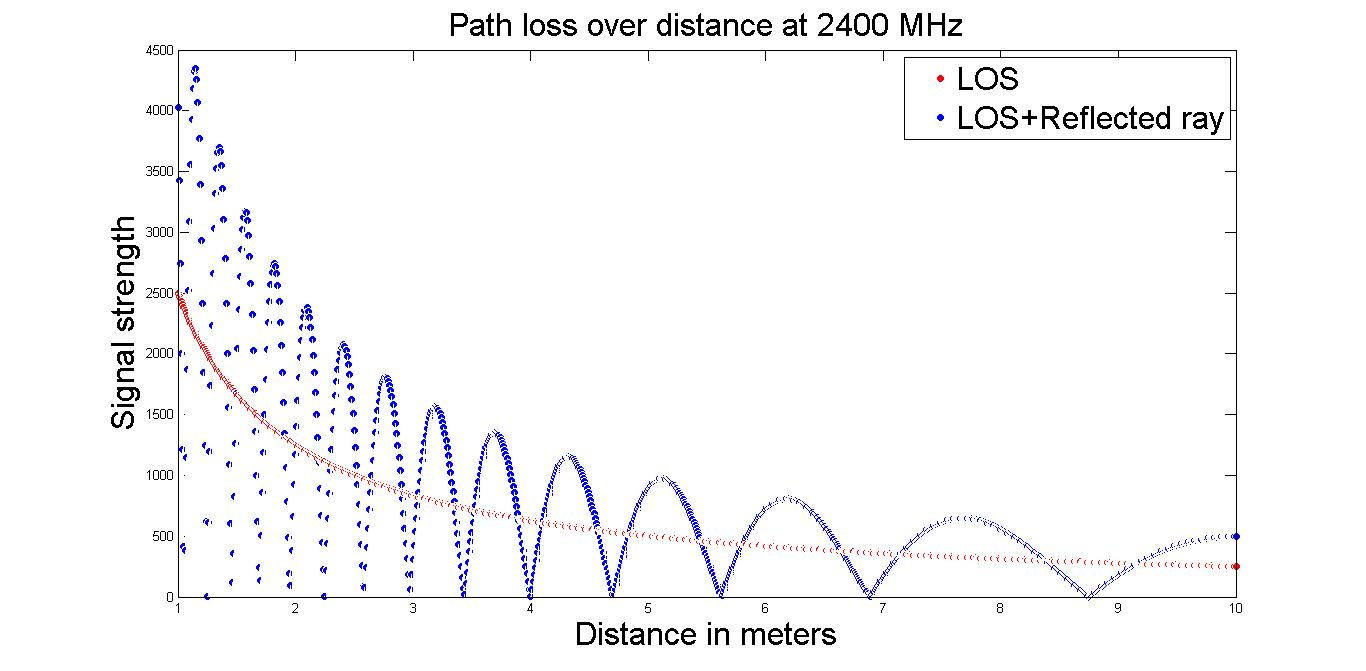 Path loss over distance at 2400 MHz
4500
4000
3500
3000
2500
2000
1500
1000
500
0
Signal strength
LOS
LOS+Reflected ray
1 2 3 4 5 6 7 8 9 10
Distance in meters